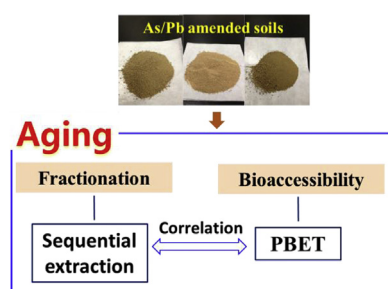 As/Pb amended soils
Aging
Fractionation
Bioaccessibility
Sequential
extraction
Correlation
PBET